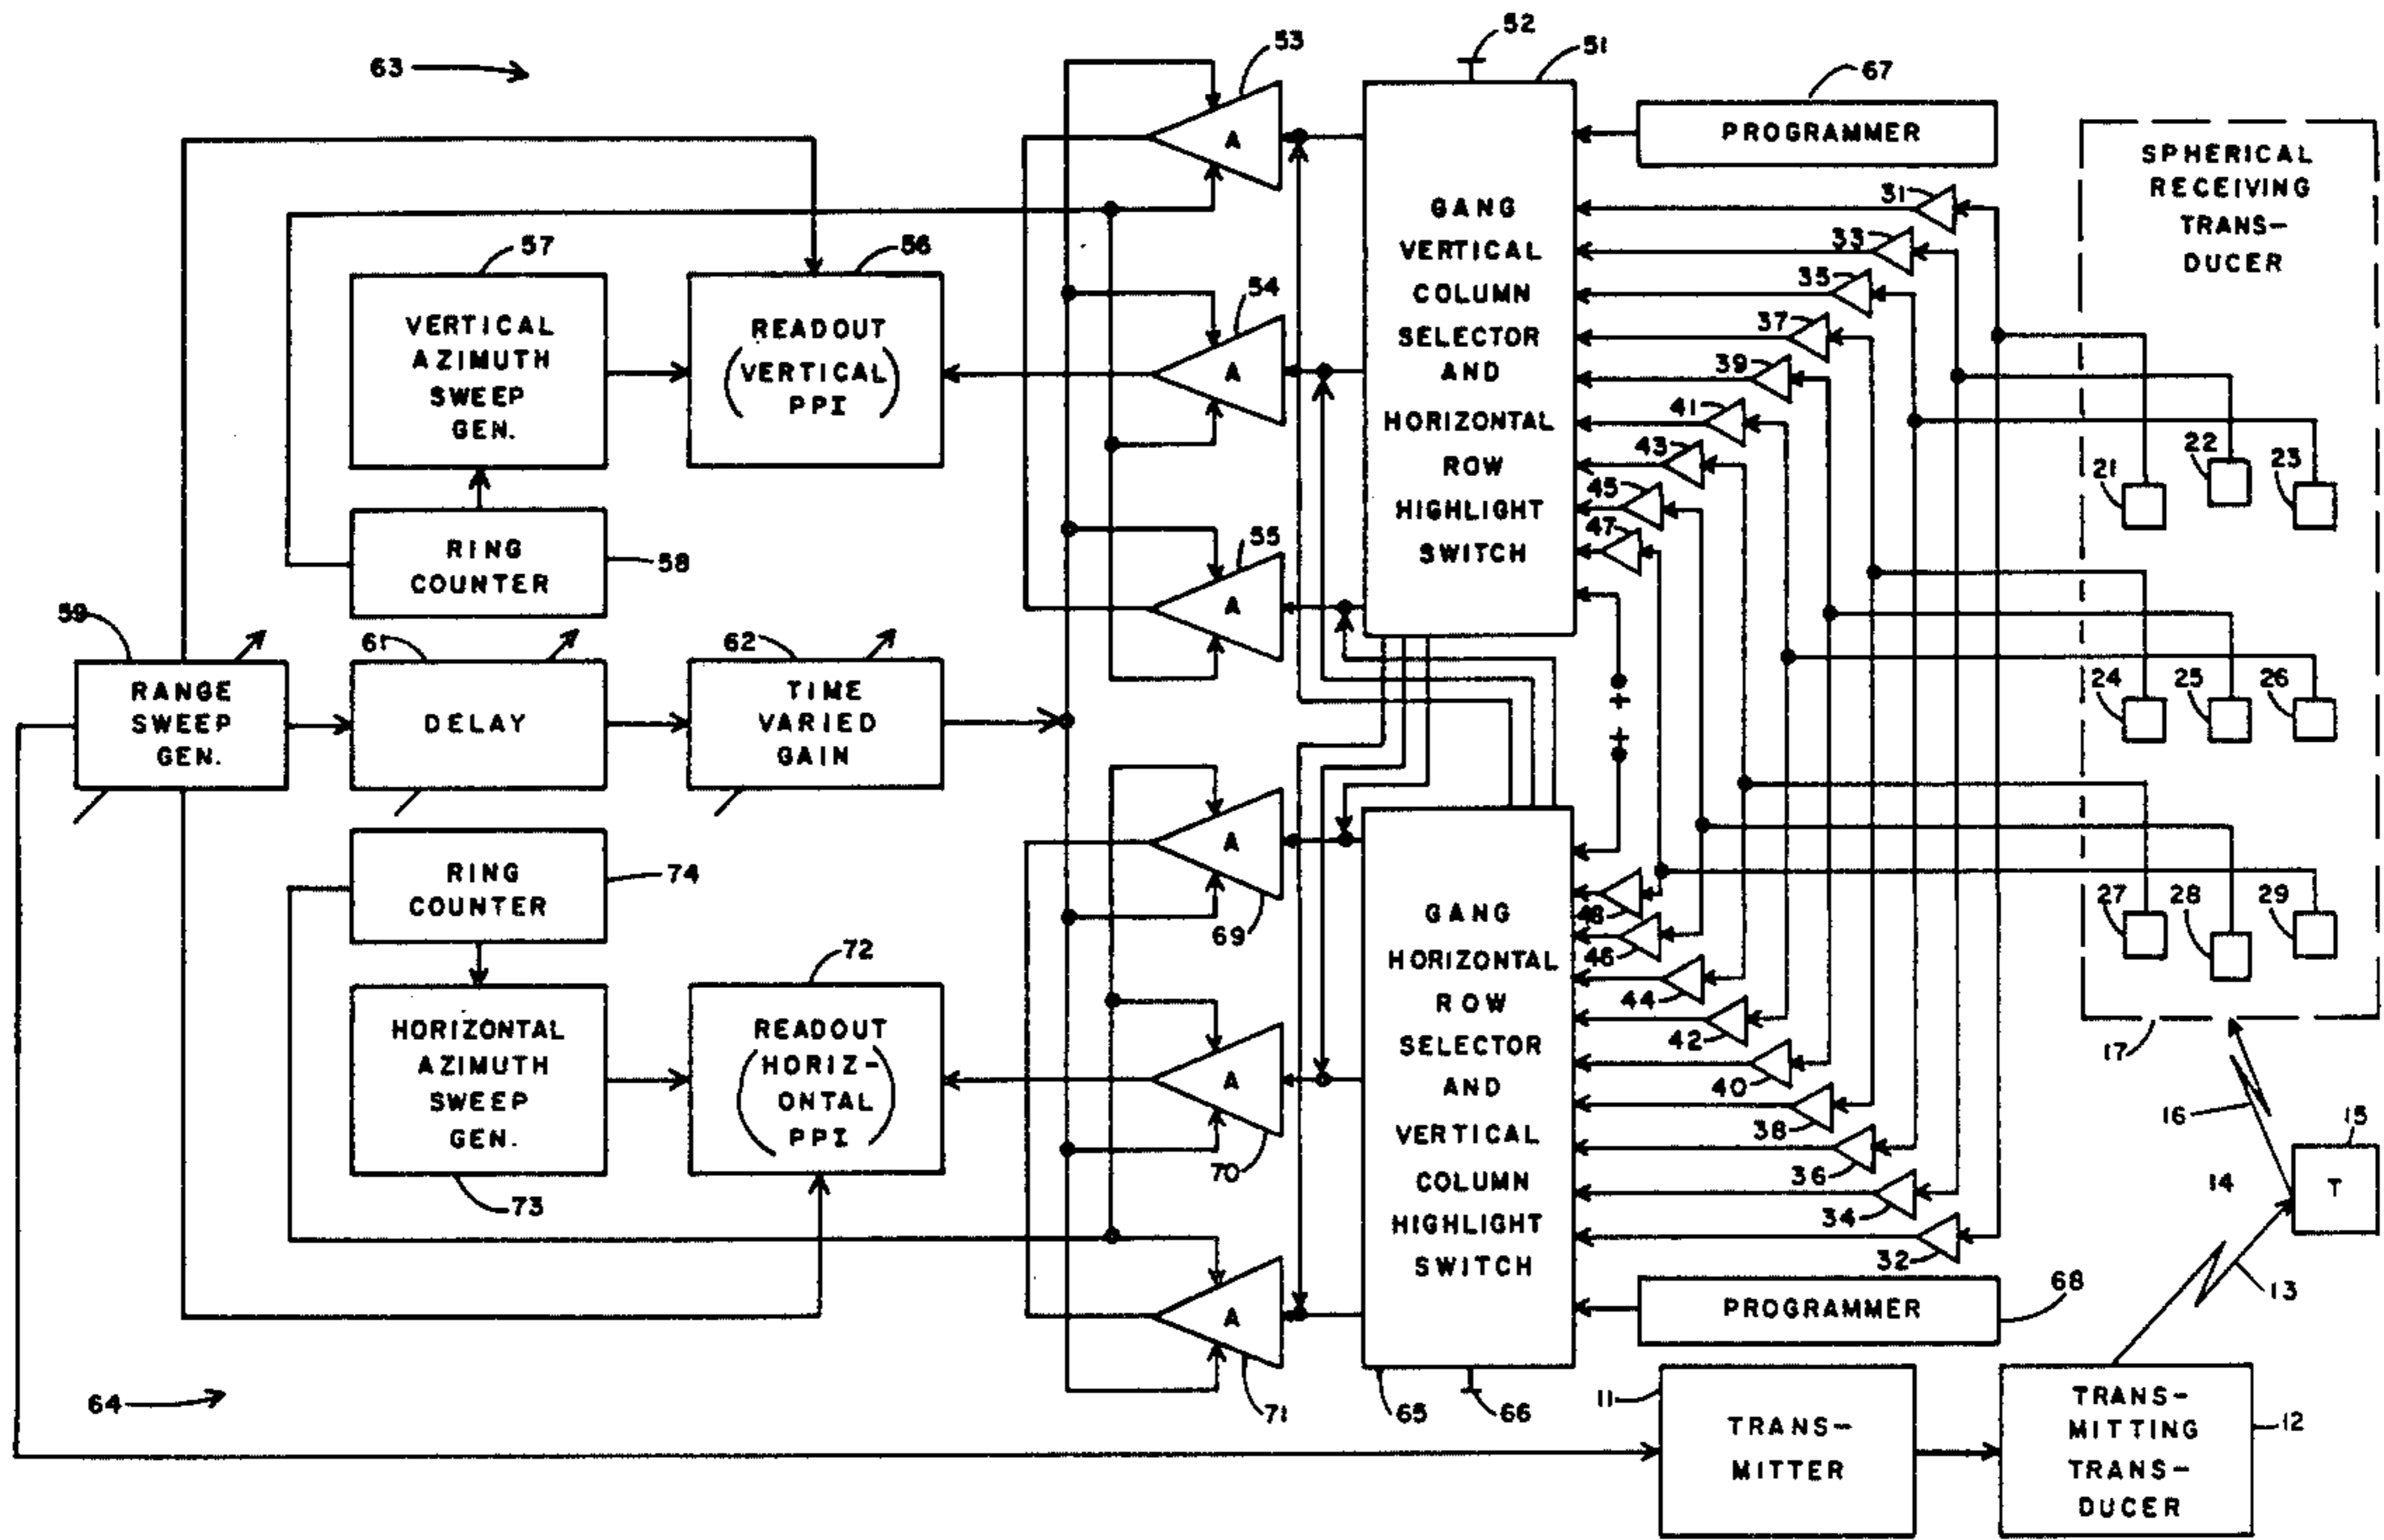 63
53
52
51
67
A
PROGRAMMER
SPHERICAL
RECEIVING
TRANS-
DUCER
31
33
35
37
39
41
43
45
47
GANG
VERTICAL
COLUMN
SELECTOR
AND
HORIZONTAL
ROW
HIGHLIGHT
SWITCH
57
56
54
VERTICAL
AZIMUTH
SWEEP
GEN.
READOUT
(VERTICAL)
PPI
A
21
22
23
RING
COUNTER
58
55
A
59
61
62
RANGE
SWEEP
GEN.
DELAY
TIME
VARIED
GAIN
+
+
24
25
26
RING
COUNTER
74
A
69
27
28
29
GANG
HORIZONTAL
ROW
SELECTOR
AND
VERTICAL
COLUMN
HIGHLIGHT
SWITCH
48
46
44
42
40
38
36
34
32
72
HORIZONTAL
AZIMUTH
SWEEP
GEN.
73
READOUT
(HORIZ-
ONTAL
PPI)
A
70
17
16
15
T
14
13
PROGRAMMER
68
A
71
64
65
66
11
TRANS-
MITTER
TRANS-
MITTING
TRANS-
DUCER
12